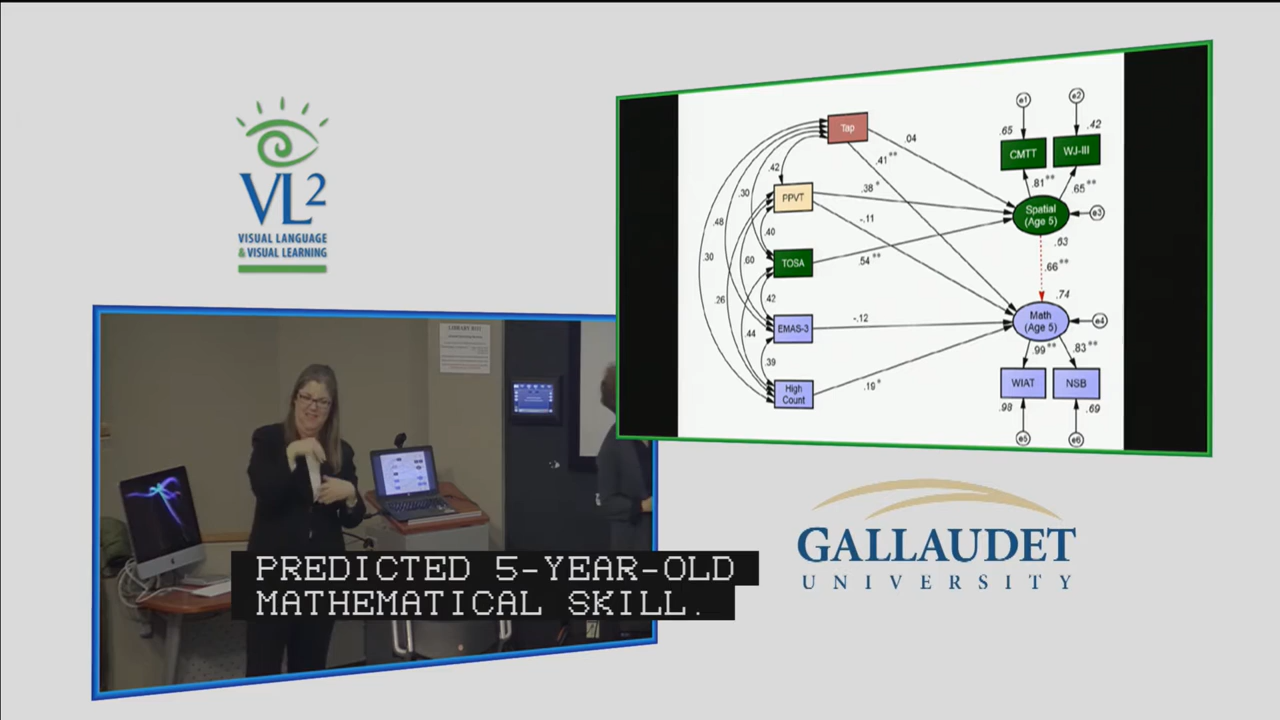 VL2
VISUAL LANGUAGE
& VISUAL LEARNING
Tap
PPVT
TOSA
EMAS-3
High
Count
CMTT
WJ-III
Spatial
(Age 5)
Math
(Age 5)
WIAT
NSB
e1
e2
e3
e4
e5
e6
.65
.42
.81**
.65**
.04
.41**
.38*
-.11
.54**
-.12
.19*
.63
.66**
.74
.99**
.83**
.98
.69
.42
.30
.48
.30
.40
.60
.26
.42
.44
.39
LIBRARY B111
PREDICTED 5-YEAR-OLD
MATHEMATICAL SKILL.
GALLAUDET
UNIVERSITY